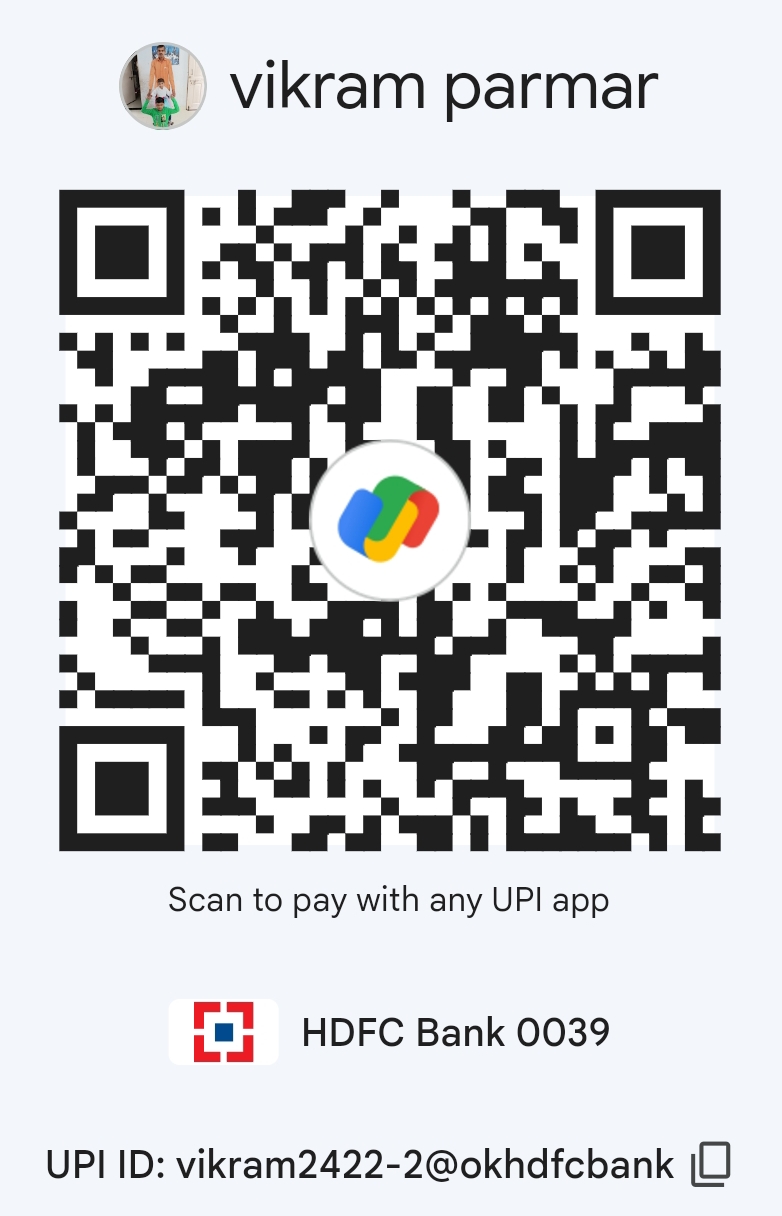 vikram parmar
Scan to pay with any UPI app
HDFC Bank 0039
UPI ID: vikram2422-2@okhdfcbank